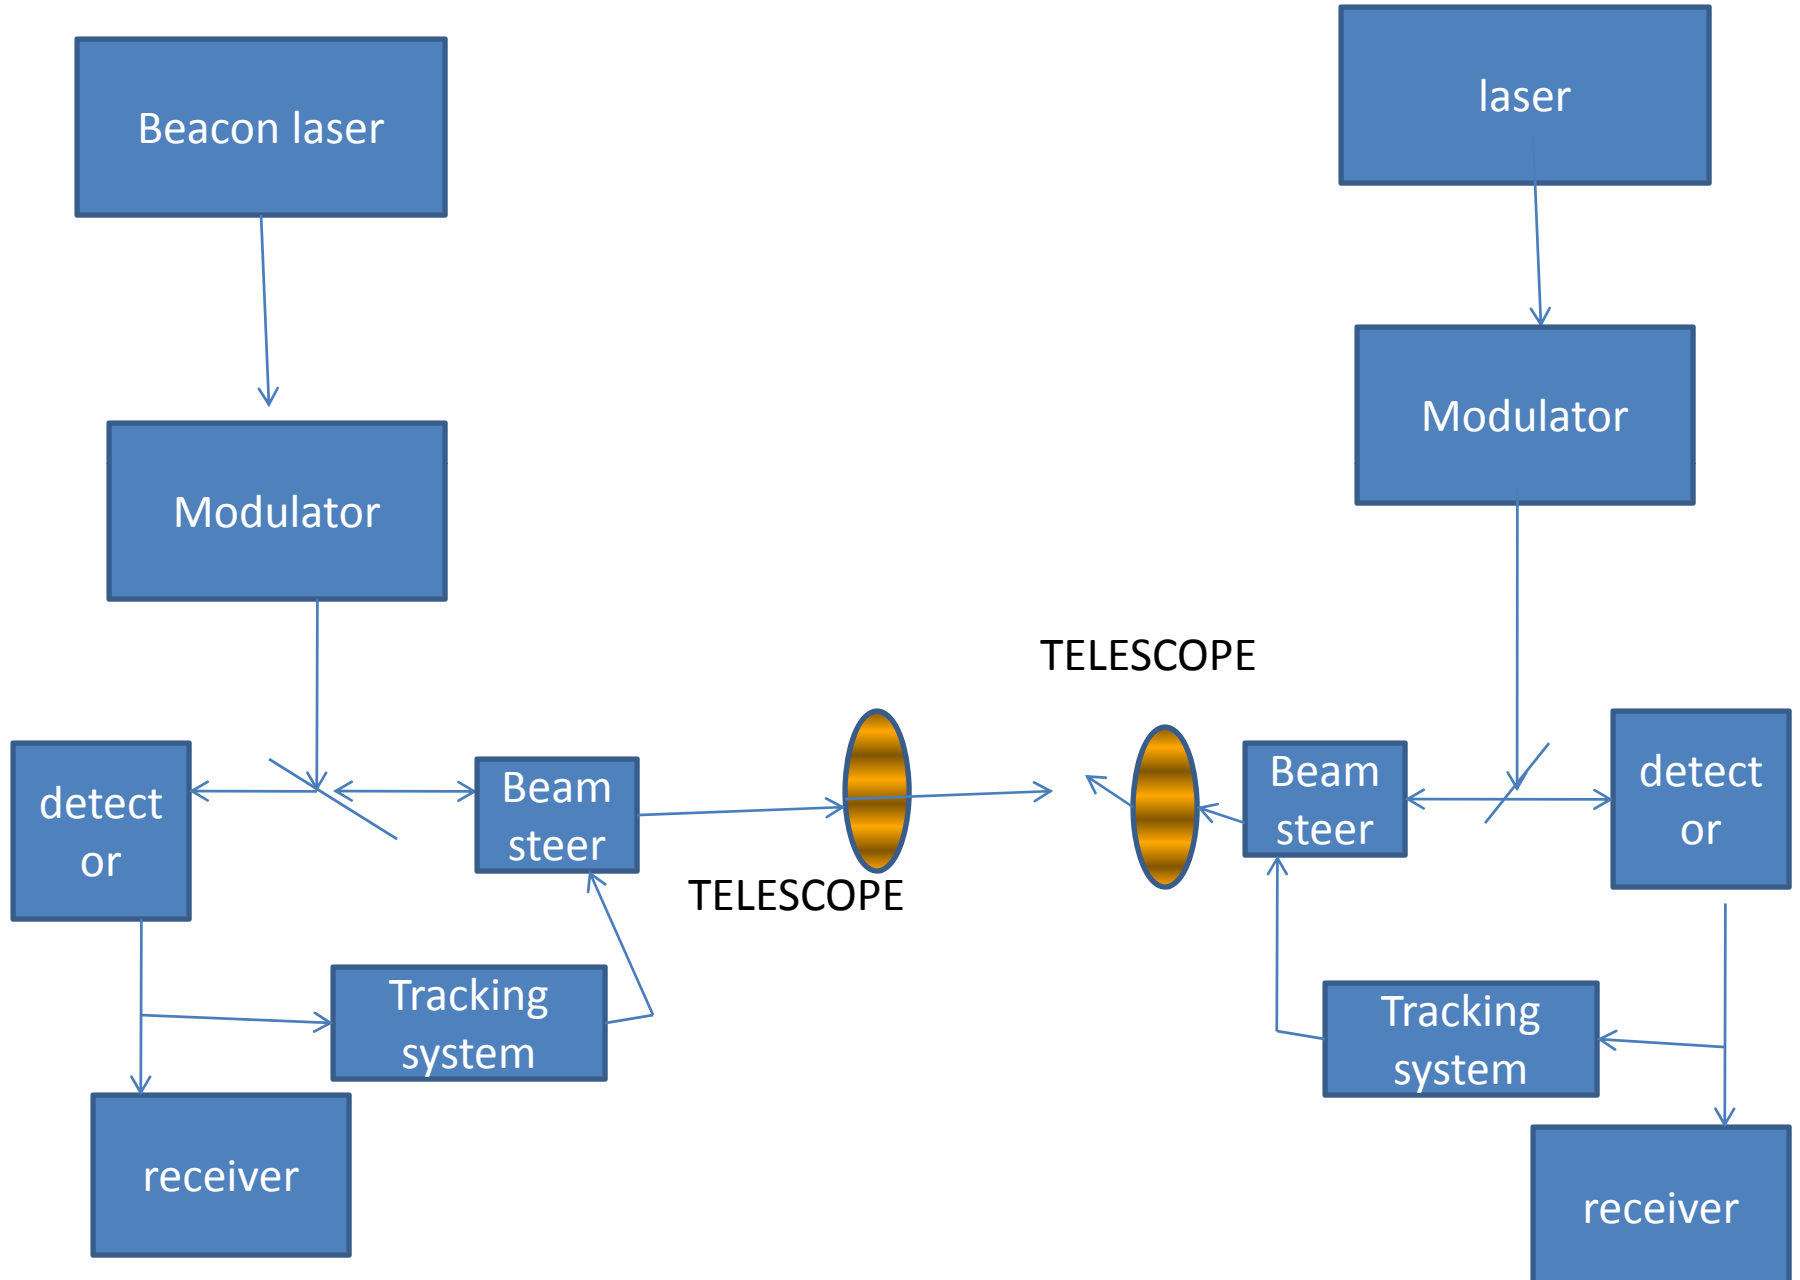 Beacon laser
laser
Modulator
Modulator
TELESCOPE
detect
or
Beam
steer
TELESCOPE
Beam
steer
detect
or
Tracking
system
Tracking
system
receiver
receiver